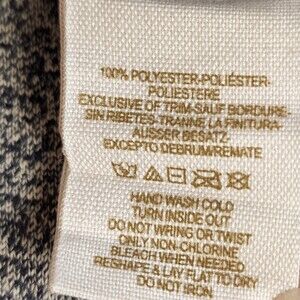 100% POLYESTER-POLIÉSTER-
POLIESTERE
EXCLUSIVE OF TRIM-SAUF BORDURE-
SIN RIBETES-TRANNE LA FINITURA-
AUSSER BESATZ-
EXCEPTO DEBRUM/REMATE
HAND WASH COLD
TURN INSIDE OUT
DO NOT WRING OR TWIST
ONLY NON-CHLORINE
BLEACH WHEN NEEDED
RESHAPE & LAY FLAT TO DRY
DO NOT IRON